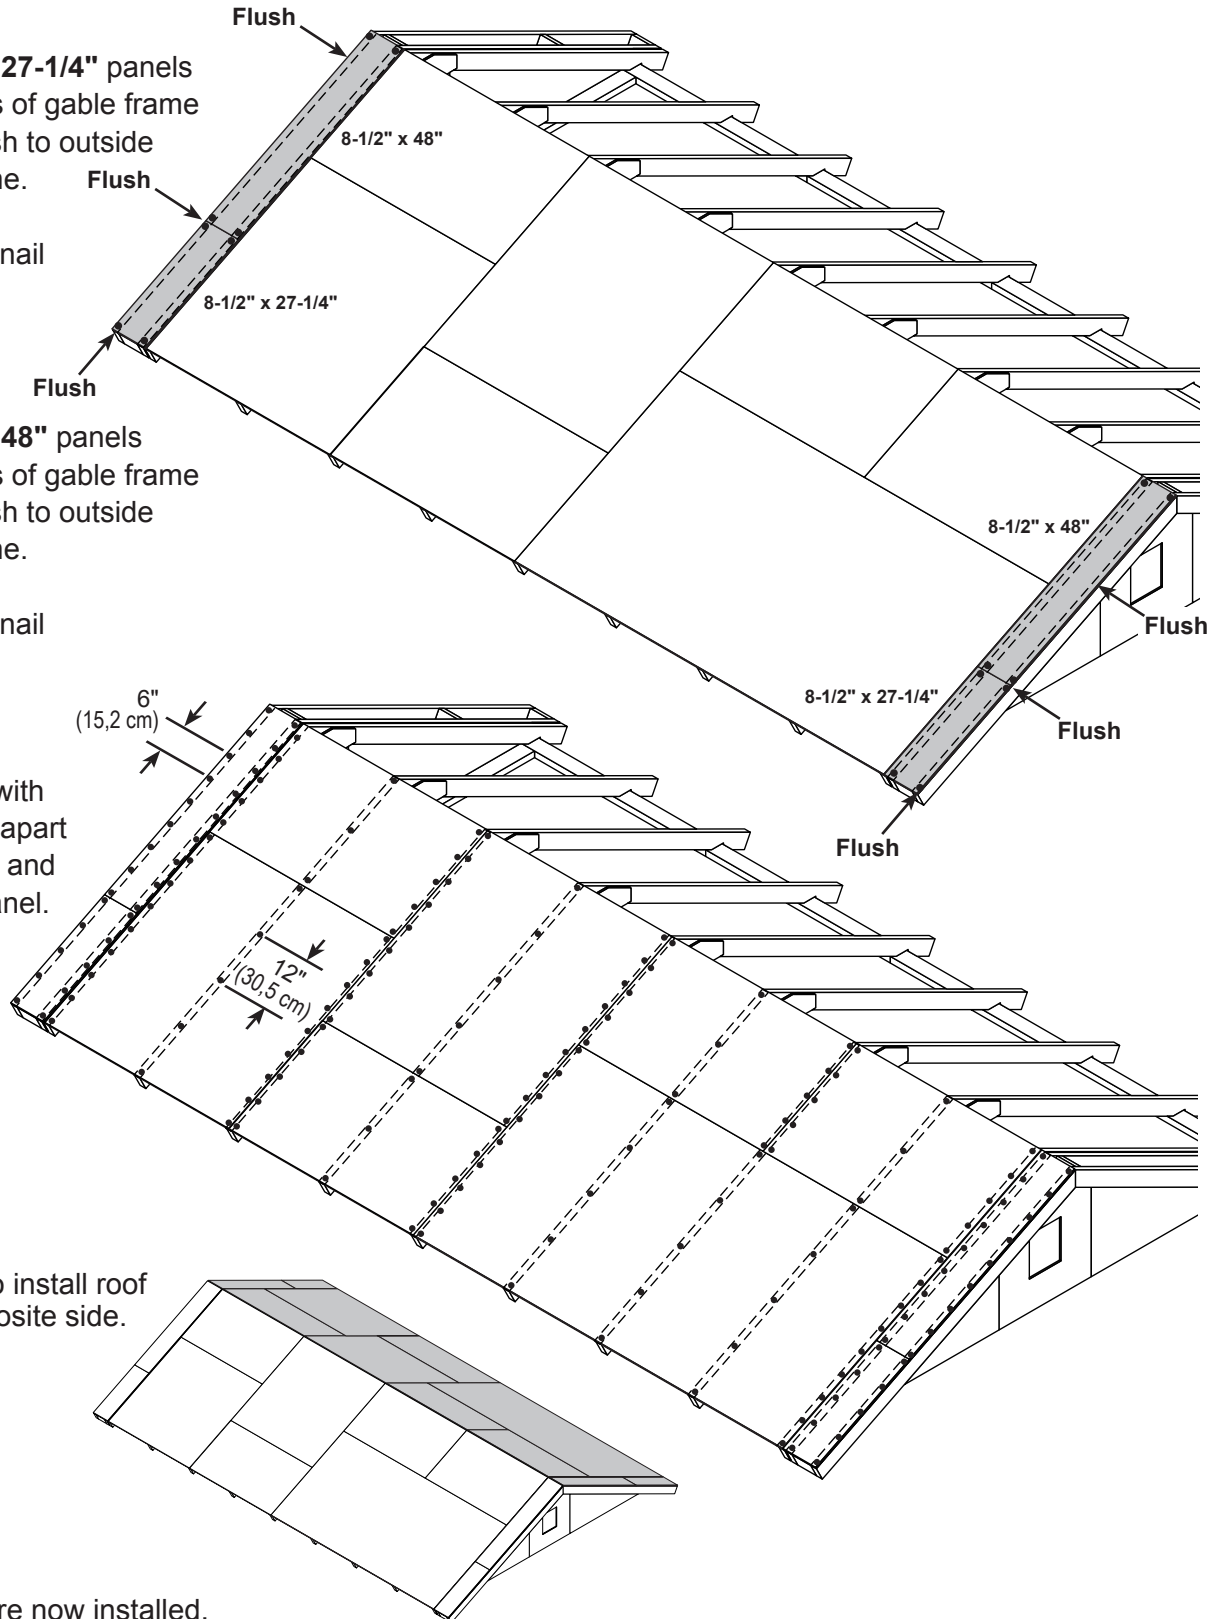 Flush
27-1/4" panels
s of gable frame
sh to outside
ne.
Flush
8-1/2" x 48"
nail
8-1/2" x 27-1/4"
Flush
48" panels
s of gable frame
sh to outside
ne.
nail
8-1/2" x 48"
Flush
8-1/2" x 27-1/4"
Flush
Flush
6"
(15,2 cm)
with
apart
and
anel.
12"
(30,5 cm)
o install roof
osite side.
re now installed.